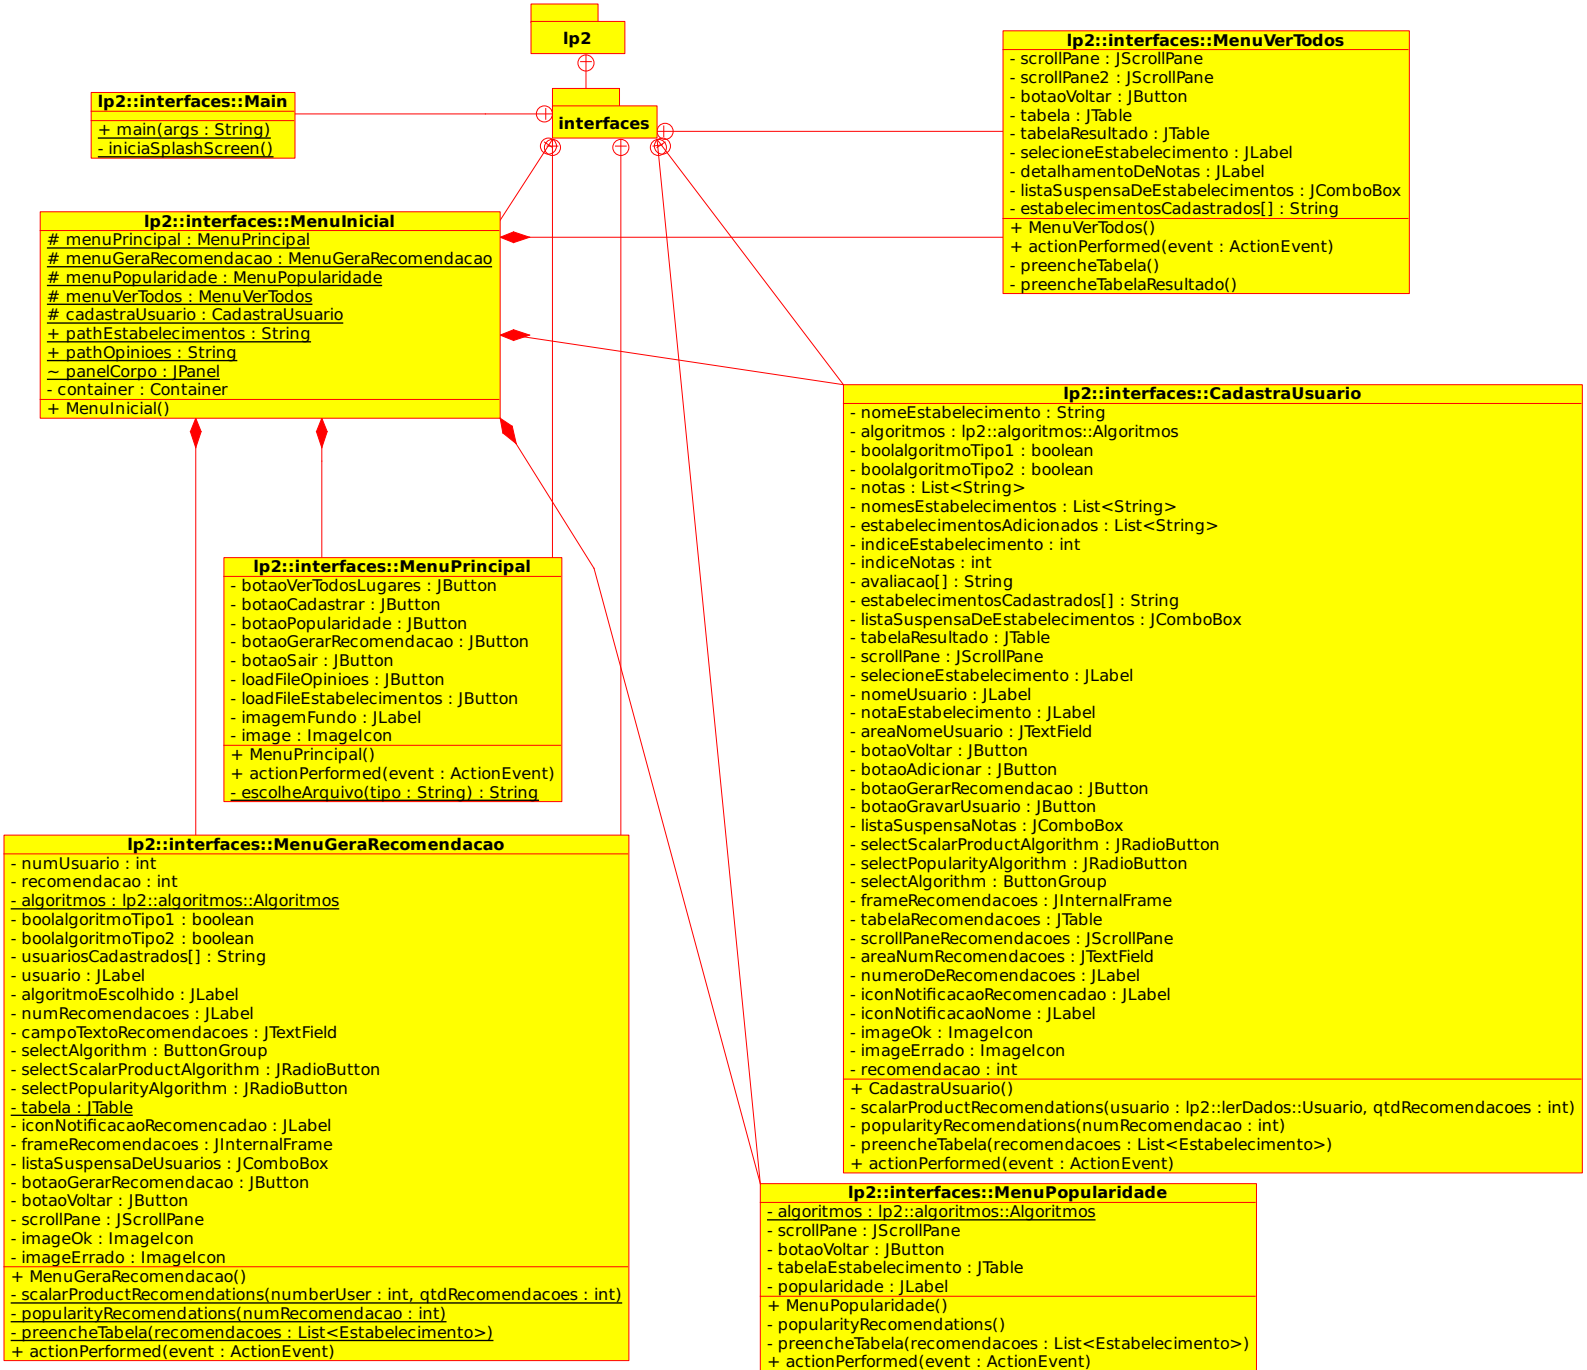 lp2
interfaces
lp2::interfaces::Main
+ main(args : String)
- iniciaSplashScreen()
lp2::interfaces::MenuVerTodos
- scrollPane : JScrollPane
- scrollPane2 : JScrollPane
- botaoVoltar : JButton
- tabela : JTable
- tabelaResultado : JTable
- selecioneEstabelecimento : JLabel
- detalhamentoDeNotas : JLabel
- listaSuspensaDeEstabelecimentos : JComboBox
- estabelecimentosCadastrados[] : String
+ MenuVerTodos()
+ actionPerformed(event : ActionEvent)
- preencheTabela()
- preencheTabelaResultado()
lp2::interfaces::MenuInicial
# menuPrincipal : MenuPrincipal
# menuGeraRecomendacao : MenuGeraRecomendacao
# menuPopularidade : MenuPopularidade
# menuVerTodos : MenuVerTodos
# cadastraUsuario : CadastraUsuario
+ pathEstabelecimentos : String
+ pathOpinioes : String
~ panelCorpo : JPanel
- container : Container
+ MenuInicial()
lp2::interfaces::CadastraUsuario
- nomeEstabelecimento : String
- algoritmos : lp2::algoritmos::Algoritmos
- boolalgoritmoTipo1 : boolean
- boolalgoritmoTipo2 : boolean
- notas : List<String>
- nomesEstabelecimentos : List<String>
- estabelecimentosAdicionados : List<String>
- indiceEstabelecimento : int
- indiceNotas : int
- avaliacao[] : String
- estabelecimentosCadastrados[] : String
- listaSuspensaDeEstabelecimentos : JComboBox
- tabelaResultado : JTable
- scrollPane : JScrollPane
- selecioneEstabelecimento : JLabel
- nomeUsuario : JLabel
- notaEstabelecimento : JLabel
- areaNomeUsuario : JTextField
- botaoVoltar : JButton
- botaoAdicionar : JButton
- botaoGerarRecomendacao : JButton
- botaoGravarUsuario : JButton
- listaSuspensaNotas : JComboBox
- selectScalarProductAlgorithm : JRadioButton
- selectPopularityAlgorithm : JRadioButton
- selectAlgorithm : ButtonGroup
- frameRecomendacoes : JInternalFrame
- tabelaRecomendacoes : JTable
- scrollPaneRecomendacoes : JScrollPane
- areaNumRecomendacoes : JTextField
- numeroDeRecomendacoes : JLabel
- iconNotificacaoRecomencadao : JLabel
- iconNotificacaoNome : JLabel
- imageOk : ImageIcon
- imageErrado : ImageIcon
- recomendacao : int
+ CadastraUsuario()
- scalarProductRecomendations(usuario : lp2::lerDados::Usuario, qtdRecomendacoes : int)
- popularityRecomendations(numRecomendacao : int)
- preencheTabela(recomendacoes : List<Estabelecimento>)
+ actionPerformed(event : ActionEvent)
lp2::interfaces::MenuPrincipal
- botaoVerTodosLugares : JButton
- botaoCadastrar : JButton
- botaoPopularidade : JButton
- botaoGerarRecomendacao : JButton
- botaoSair : JButton
- loadFileOpinioes : JButton
- loadFileEstabelecimentos : JButton
- imagemFundo : JLabel
- image : ImageIcon
+ MenuPrincipal()
+ actionPerformed(event : ActionEvent)
- escolheArquivo(tipo : String) : String
lp2::interfaces::MenuGeraRecomendacao
- numUsuario : int
- recomendacao : int
- algoritmos : lp2::algoritmos::Algoritmos
- boolalgoritmoTipo1 : boolean
- boolalgoritmoTipo2 : boolean
- usuariosCadastrados[] : String
- usuario : JLabel
- algoritmoEscolhido : JLabel
- numRecomendacoes : JLabel
- campoTextoRecomendacoes : JTextField
- selectAlgorithm : ButtonGroup
- selectScalarProductAlgorithm : JRadioButton
- selectPopularityAlgorithm : JRadioButton
- tabela : JTable
- iconNotificacaoRecomencadao : JLabel
- frameRecomendacoes : JInternalFrame
- listaSuspensaDeUsuarios : JComboBox
- botaoGerarRecomendacao : JButton
- botaoVoltar : JButton
- scrollPane : JScrollPane
- imageOk : ImageIcon
- imageErrado : ImageIcon
+ MenuGeraRecomendacao()
- scalarProductRecomendations(numberUser : int, qtdRecomendacoes : int)
- popularityRecomendations(numRecomendacao : int)
- preencheTabela(recomendacoes : List<Estabelecimento>)
+ actionPerformed(event : ActionEvent)
lp2::interfaces::MenuPopularidade
- algoritmos : lp2::algoritmos::Algoritmos
- scrollPane : JScrollPane
- botaoVoltar : JButton
- tabelaEstabelecimento : JTable
- popularidade : JLabel
+ MenuPopularidade()
- popularityRecomendations()
- preencheTabela(recomendacoes : List<Estabelecimento>)
+ actionPerformed(event : ActionEvent)